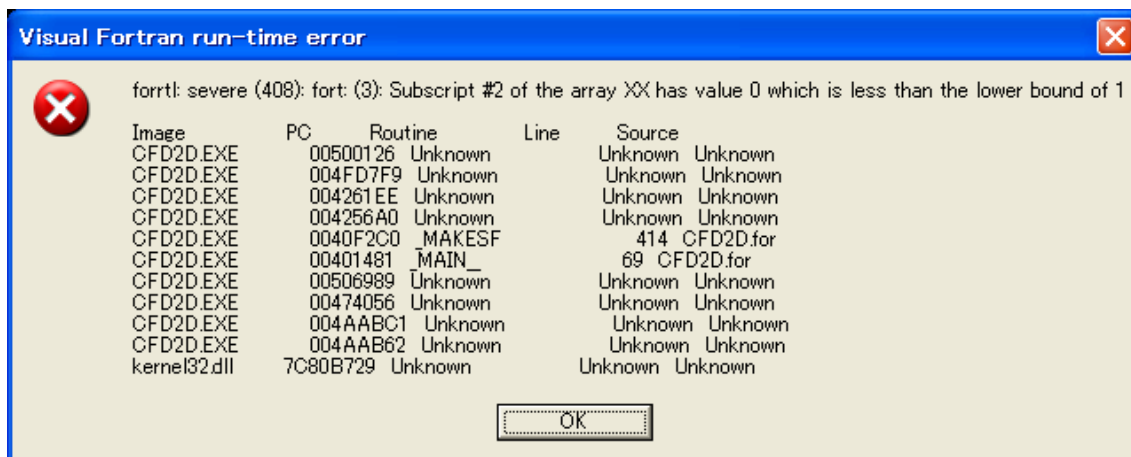 Visual Fortran run-time error
forrtl: severe (408): fort: (3): Subscript #2 of the array XX has value 0 which is less than the lower bound of 1
Image PC Routine Line Source
CFD2D.EXE 00500126 Unknown Unknown Unknown
CFD2D.EXE 004FD7F9 Unknown Unknown Unknown
CFD2D.EXE 004261EE Unknown Unknown Unknown
CFD2D.EXE 004256A0 Unknown Unknown Unknown
CFD2D.EXE 0040F2C0 _MAKESF 414 CFD2D.for
CFD2D.EXE 00401481 _MAIN__ 69 CFD2D.for
CFD2D.EXE 00506989 Unknown Unknown Unknown
CFD2D.EXE 00474056 Unknown Unknown Unknown
CFD2D.EXE 004AABC1 Unknown Unknown Unknown
CFD2D.EXE 004AAB62 Unknown Unknown Unknown
kernel32.dll 7C80B729 Unknown Unknown Unknown
OK